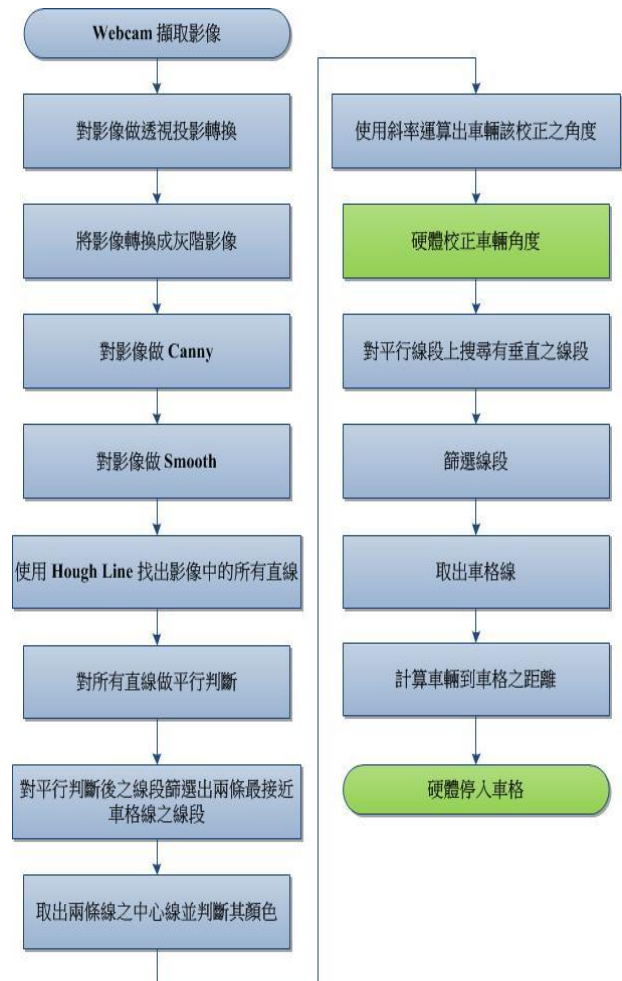 Webcam 擷取影像
對影像做透視投影轉換
將影像轉換成灰階影像
對影像做 Canny
對影像做 Smooth
使用 Hough Line 找出影像中的所有直線
對所有直線做平行判斷
對平行判斷後之線段篩選出兩條最接近
車格線之線段
取出兩條線之中心線並判斷其顏色
使用斜率運算出車輛該校正之角度
硬體校正車輛角度
對平行線段上搜尋有垂直之線段
篩選線段
取出車格線
計算車輛到車格之距離
硬體停入車格